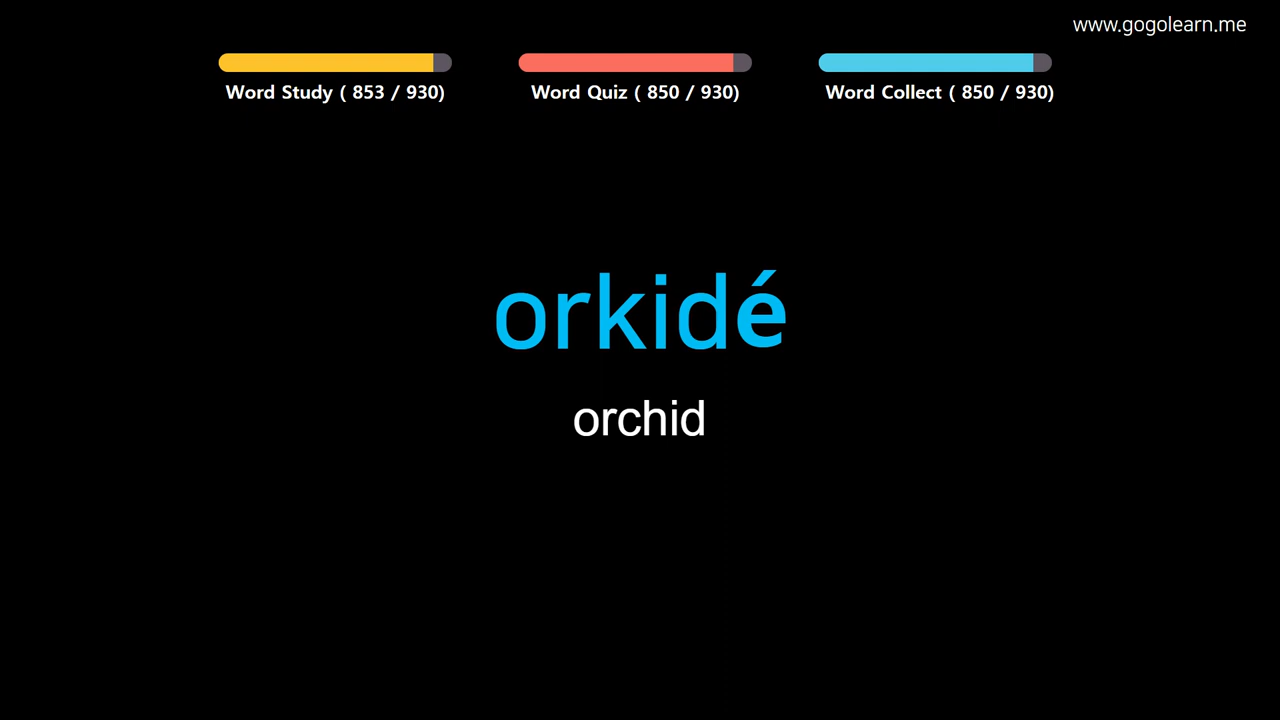 www.gogolearn.me
Word Study ( 853 / 930)
Word Quiz ( 850 / 930)
Word Collect ( 850 / 930)
orkidé
orchid